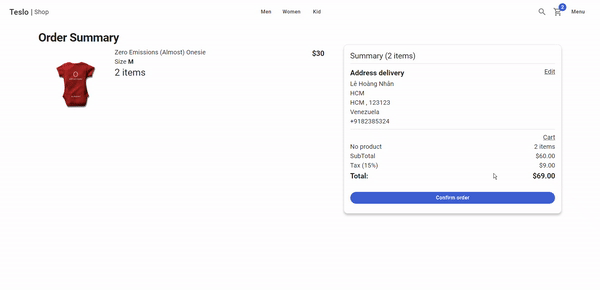 Teslo | Shop
Men Women Kid
2
Menu
Order Summary
Zero Emissions (Almost) Onesie
$30
Size M
2 items
Summary (2 items)
Address delivery
Edit
Lê Hoàng Nhân
HCM
HCM , 123123
Venezuela
+9182385324
Cart
No product 2 items
SubTotal $60.00
Tax (15%) $9.00
Total: $69.00
Confirm order